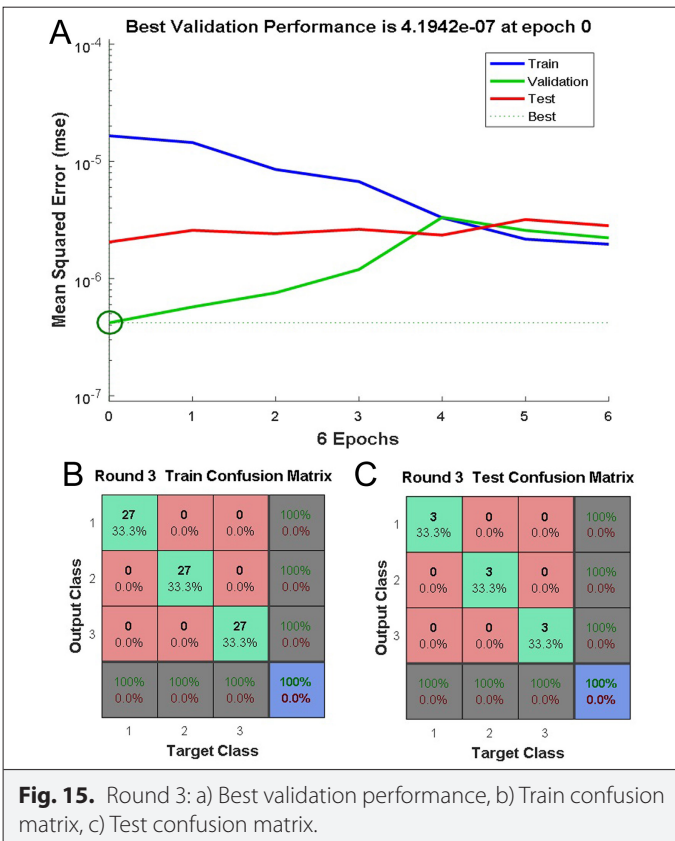 A
Best Validation Performance is 4.1942e-07 at epoch 0
Mean Squared Error (mse)
10-4
10-5
10-6
10-7
Train
Validation
Test
Best
0 1 2 3 4 5 6
6 Epochs
B Round 3 Train Confusion Matrix
Output Class
1 27 0 0 100%
33.3% 0.0% 0.0% 0.0%
2 0 27 0 100%
0.0% 33.3% 0.0% 0.0%
3 0 0 27 100%
0.0% 0.0% 33.3% 0.0%
100% 100% 100% 100%
0.0% 0.0% 0.0% 0.0%
1 2 3
Target Class
C Round 3 Test Confusion Matrix
Output Class
1 3 0 0 100%
33.3% 0.0% 0.0% 0.0%
2 0 3 0 100%
0.0% 33.3% 0.0% 0.0%
3 0 0 3 100%
0.0% 0.0% 33.3% 0.0%
100% 100% 100% 100%
0.0% 0.0% 0.0% 0.0%
1 2 3
Target Class
Fig. 15. Round 3: a) Best validation performance, b) Train confusion
matrix, c) Test confusion matrix.